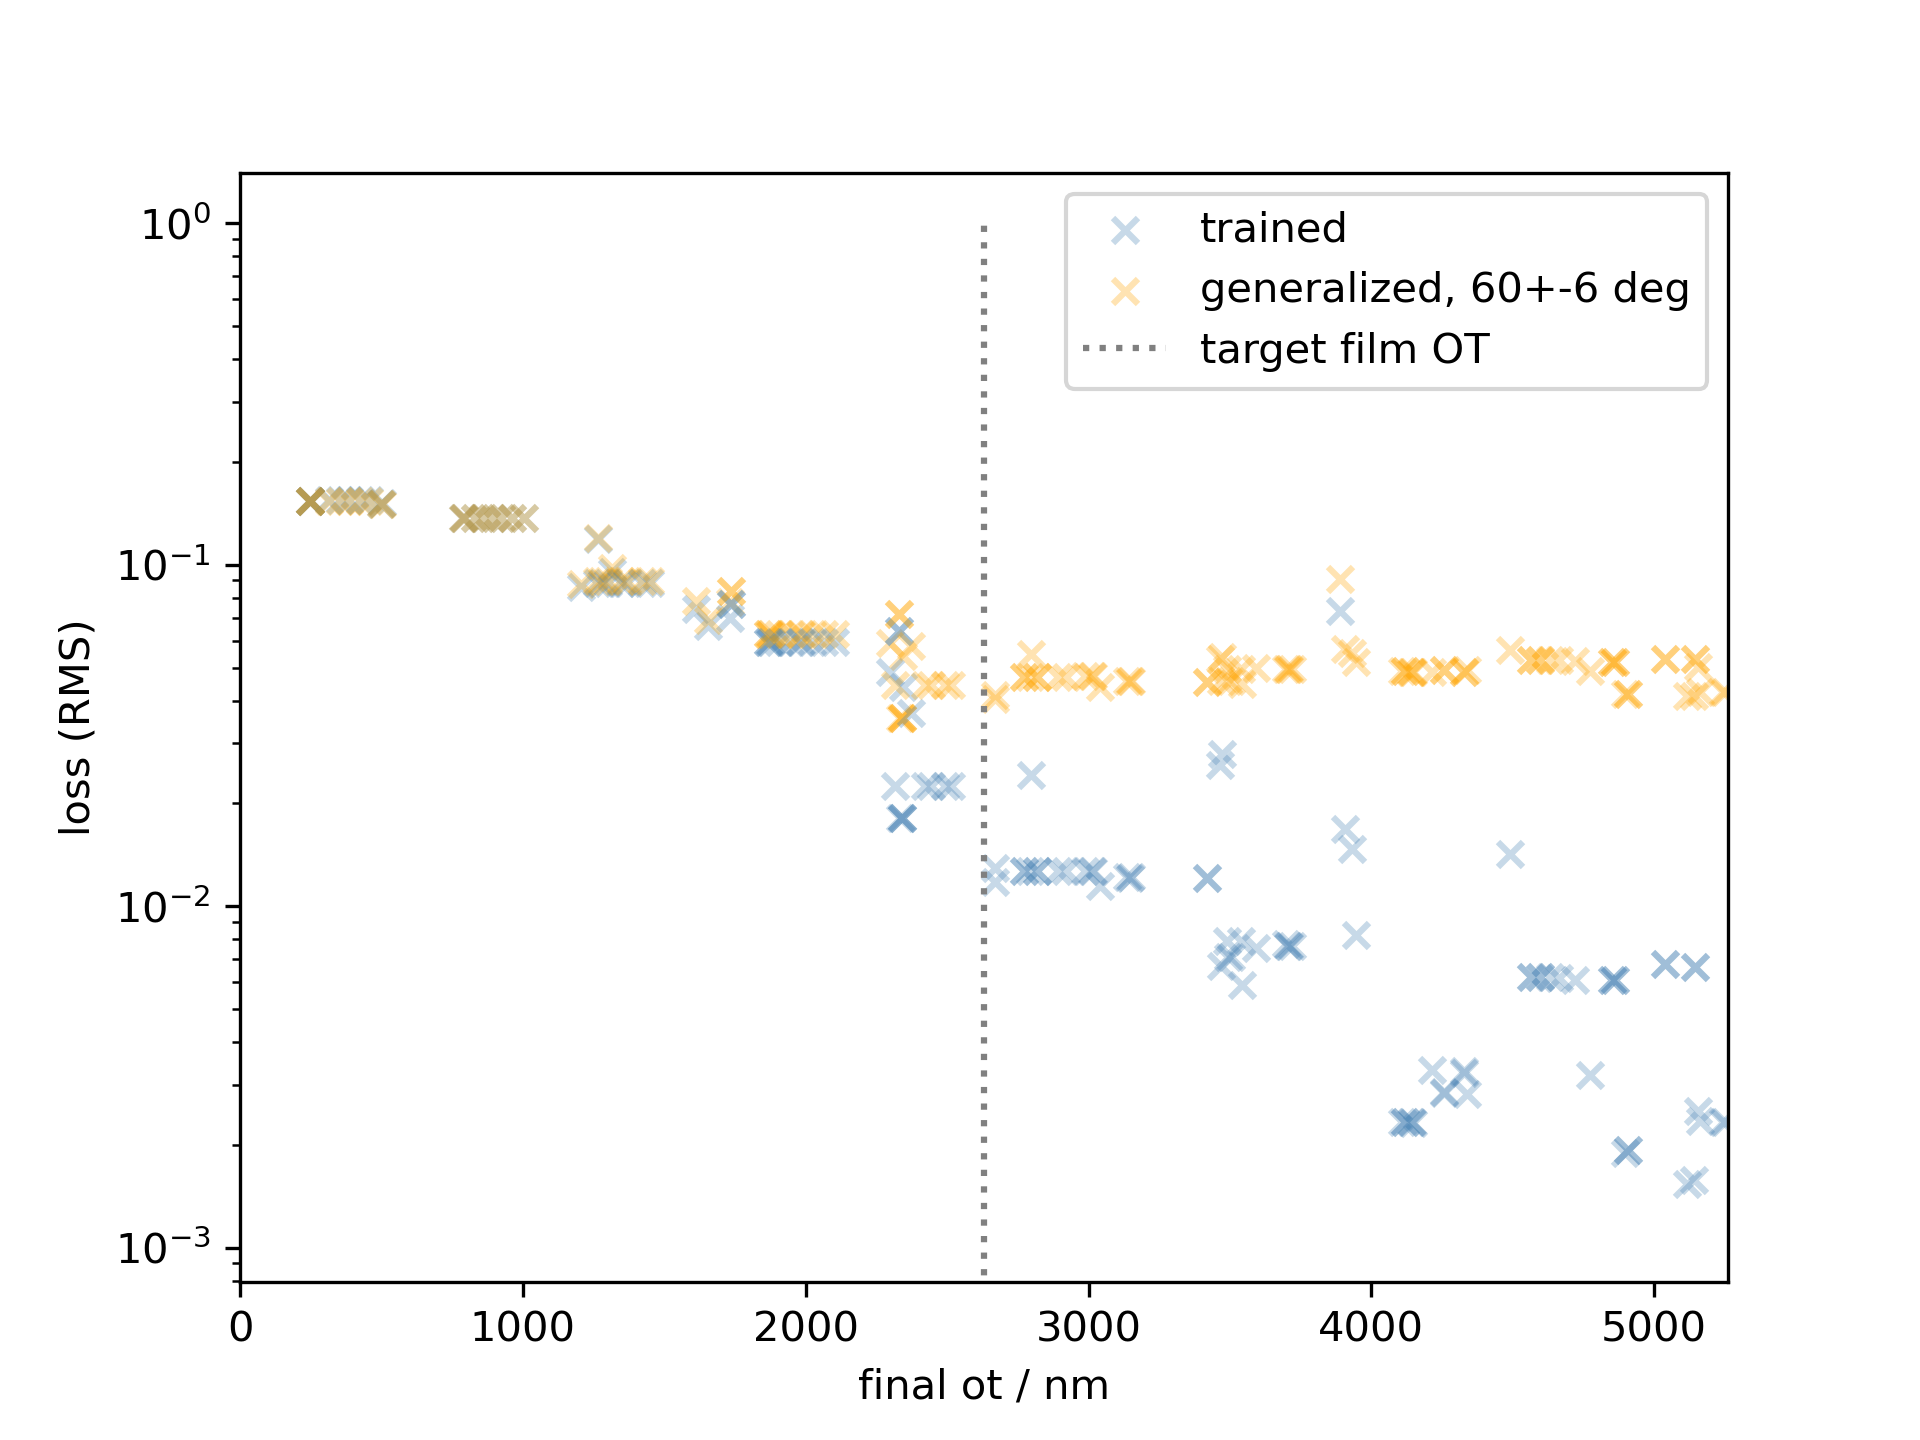 trained
generalized, 60+-6 deg
target film OT
10⁰
10⁻¹
10⁻²
10⁻³
loss (RMS)
0 1000 2000 3000 4000 5000
final ot / nm